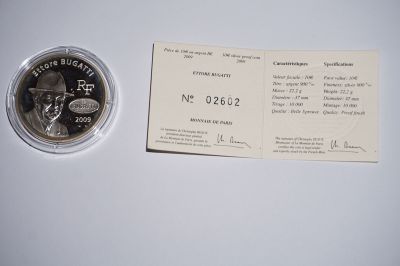 Ettore BUGATTI
RF
BUGATTI
2009
Pièce de 10€ en argent BE
2009
10€ silver proof coin
2009
ETTORE BUGATTI
No 02602
MONNAIE DE PARIS
Caractéristiques
Valeur faciale : 10€
Titre : argent 900 ‰
Masse : 22,2 g
Diamètre : 37 mm
Tirage : 10 000
Qualité : Belle Epreuve
Specifications
Face value: 10€
Fineness: silver 900 ‰
Weight: 22.2 g
Diameter: 37 mm
Mintage: 10 000
Quality: Proof finish